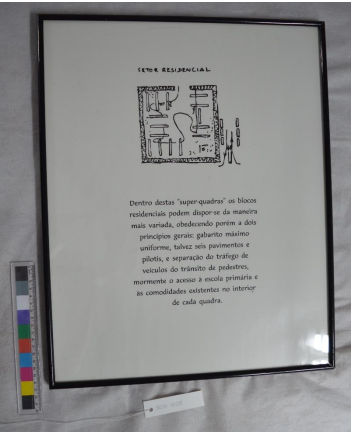 SETOR RESIDENCIAL
Dentro destas "super-quadras" os blocos
residenciais podem dispor-se da maneira
mais variada, obedecendo porém a dois
princípios gerais: gabarito máximo
uniforme, talvez seis pavimentos e
pilotis, e separação do tráfego de
veículos do trânsito de pedestres,
mormente o acesso à escola primária e
às comodidades existentes no interior
de cada quadra.